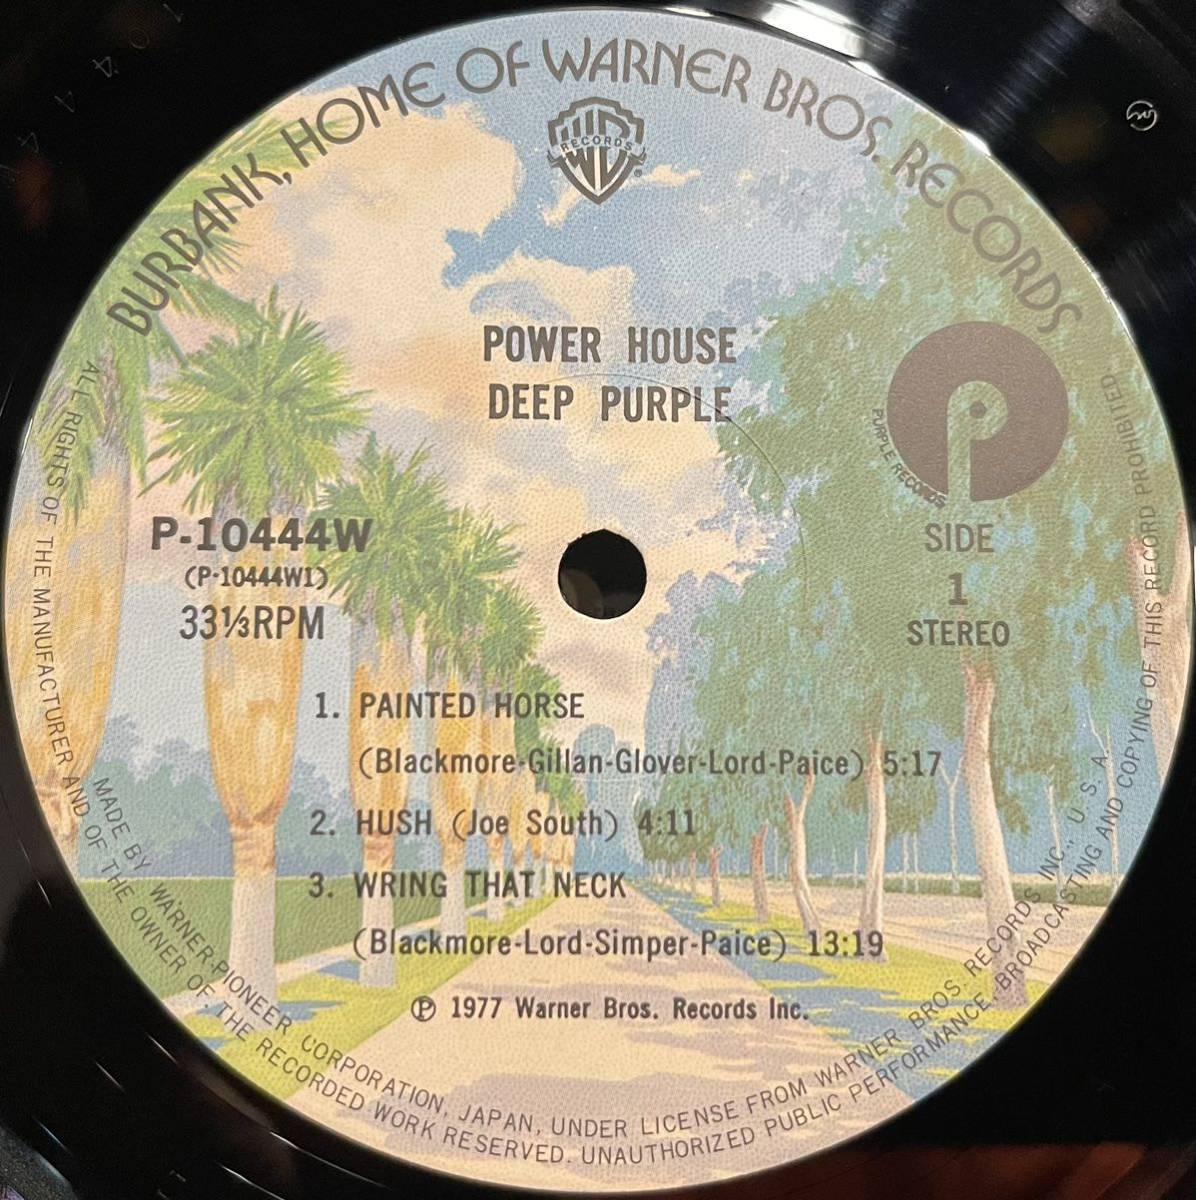 BURBANK, HOME OF WARNER BROS. RECORDS
RECORDS
POWER HOUSE
DEEP PURPLE
PURPLE RECORDS
P-10444W
(P-10444W1)
33⅓RPM
SIDE
1
STEREO
1. PAINTED HORSE
(Blackmore-Gillan-Glover-Lord-Paice) 5:17
2. HUSH (Joe South) 4:11
3. WRING THAT NECK
(Blackmore-Lord-Simper-Paice) 13:19
℗ 1977 Warner Bros. Records Inc.
MADE BY WARNER-PIONEER CORPORATION, JAPAN, UNDER LICENSE FROM WARNER BROS. RECORDS INC., U. S. A.
ALL RIGHTS OF THE MANUFACTURER AND OF THE OWNER OF THE RECORDED WORK RESERVED. UNAUTHORIZED PUBLIC PERFORMANCE, BROADCASTING AND COPYING OF THIS RECORD PROHIBITED.